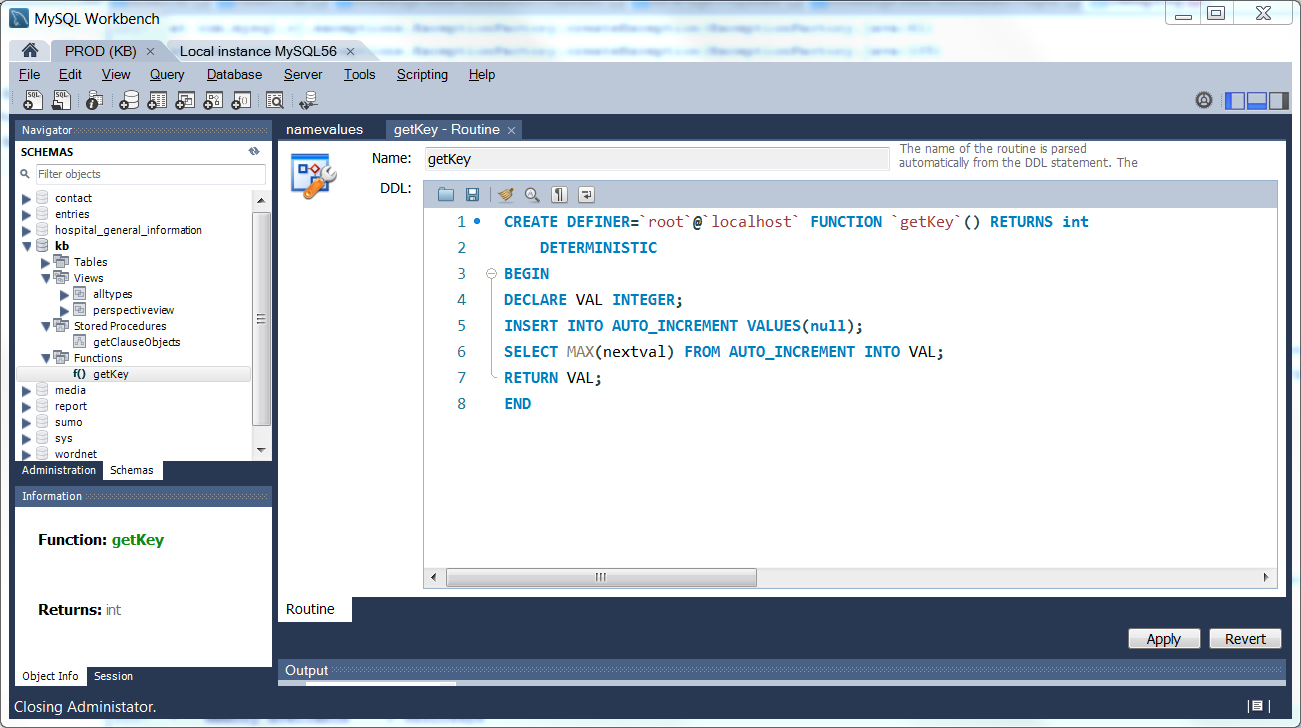 MySQL Workbench
PROD (KB)
Local instance MySQL56
File Edit View Query Database Server Tools Scripting Help
Navigator
SCHEMAS
Filter objects
contact
entries
hospital_general_information
kb
Tables
Views
alltypes
perspectiveview
Stored Procedures
getClauseObjects
Functions
f() getKey
media
report
sumo
sys
wordnet
Administration Schemas
Information
Function: getKey
Returns: int
Object Info Session
namevalues
getKey - Routine
Name: getKey
The name of the routine is parsed
automatically from the DDL statement. The
DDL:
1 CREATE DEFINER=`root`@`localhost` FUNCTION `getKey`() RETURNS int
2 DETERMINISTIC
3 BEGIN
4 DECLARE VAL INTEGER;
5 INSERT INTO AUTO_INCREMENT VALUES(null);
6 SELECT MAX(nextval) FROM AUTO_INCREMENT INTO VAL;
7 RETURN VAL;
8 END
Routine
Apply Revert
Output
Closing Administator.